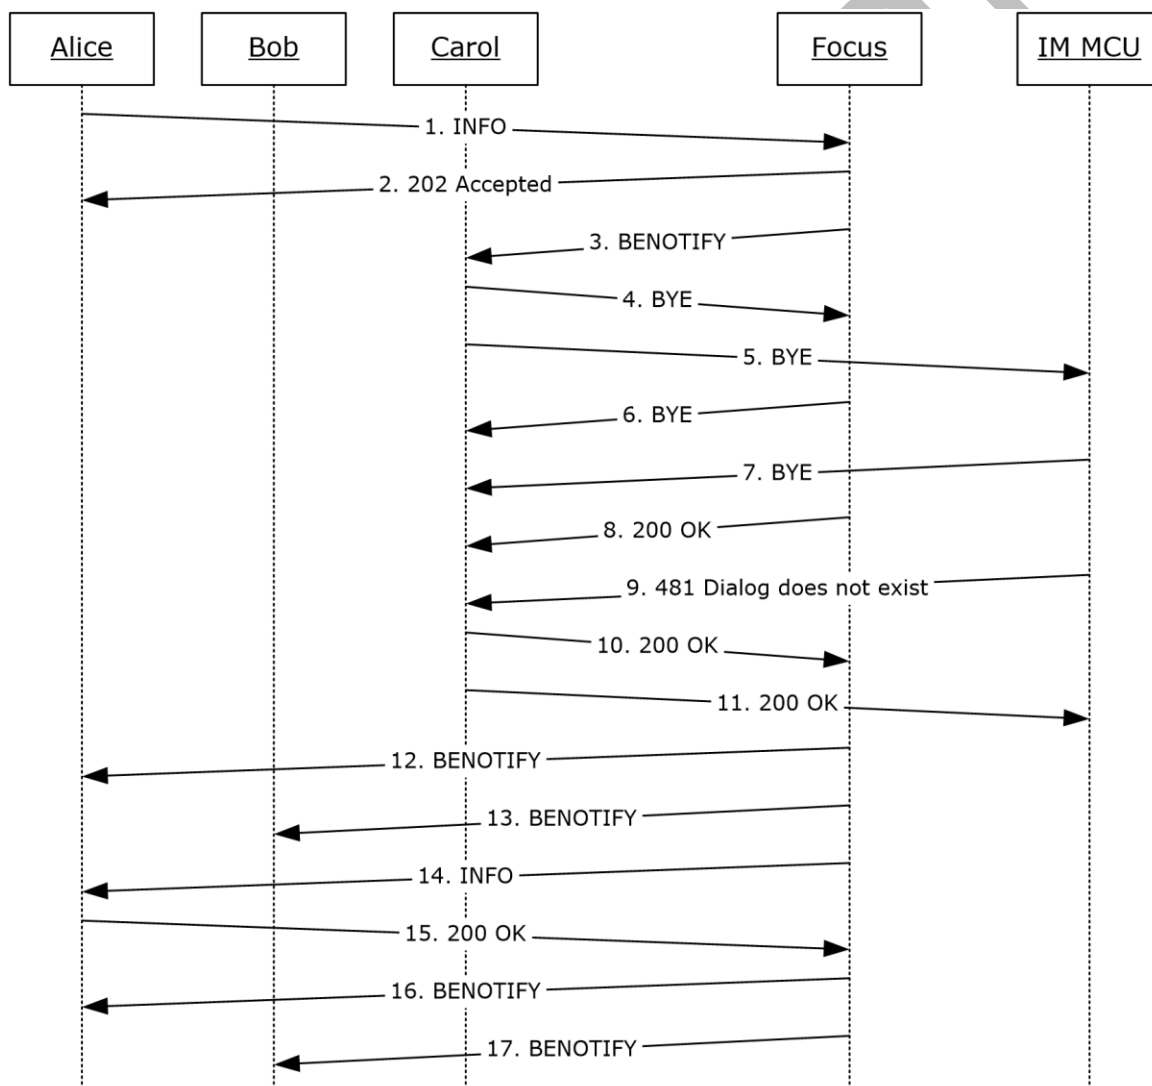 Alice
Bob
Carol
Focus
IM MCU
1. INFO
2. 202 Accepted
3. BENOTIFY
4. BYE
5. BYE
6. BYE
7. BYE
8. 200 OK
9. 481 Dialog does not exist
10. 200 OK
11. 200 OK
12. BENOTIFY
13. BENOTIFY
14. INFO
15. 200 OK
16. BENOTIFY
17. BENOTIFY